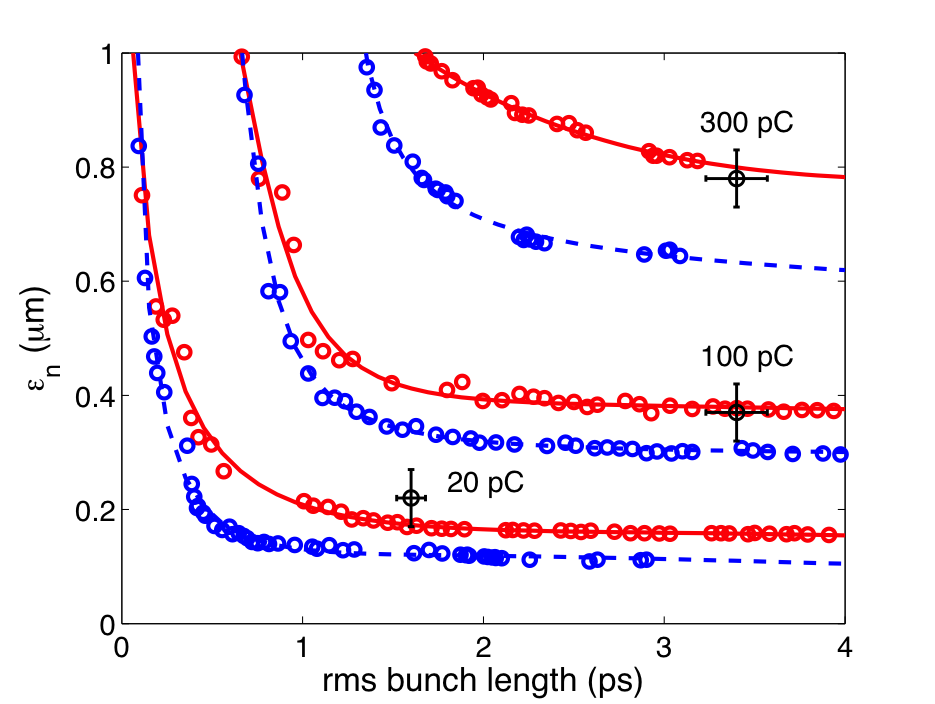 1
0.8
0.6
0.4
0.2
0
0
1
2
3
4
300 pC
100 pC
20 pC
εn (μm)
rms bunch length (ps)